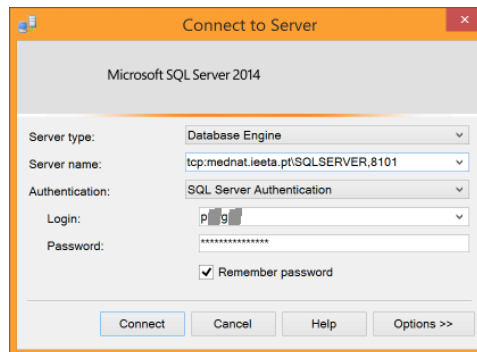 Connect to Server
Microsoft SQL Server 2014
Server type: Database Engine
Server name: tcp:mednat.ieeta.pt\SQLSERVER,8101
Authentication: SQL Server Authentication
Login: p g
Password: ***************
Remember password
Connect Cancel Help Options >>